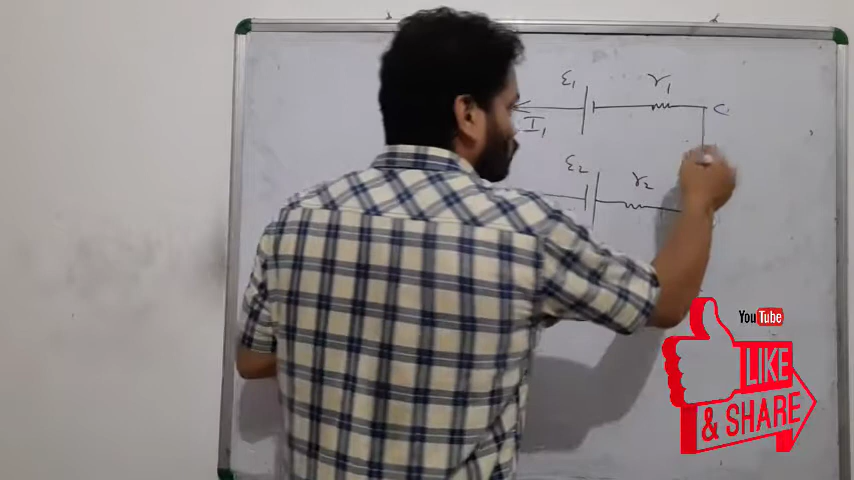 ε₁
r₁
C
I₁
ε₂
r₂
YouTube
LIKE
& SHARE